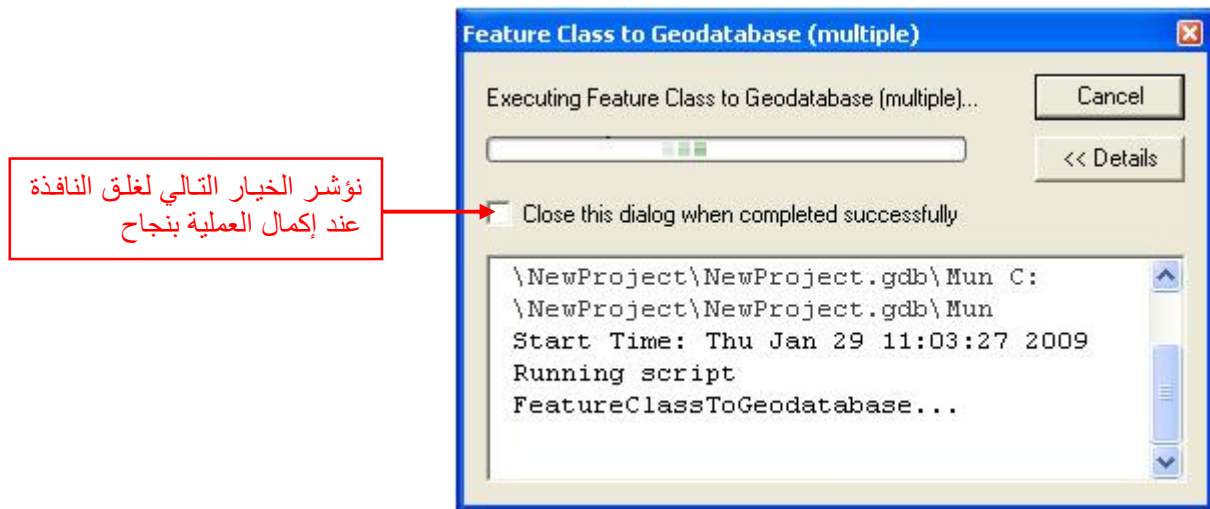 Feature Class to Geodatabase (multiple)
Executing Feature Class to Geodatabase (multiple)...
Cancel
<< Details
نؤشر الخيار التالي لغلق النافذة
عند إكمال العملية بنجاح
Close this dialog when completed successfully
\NewProject\NewProject.gdb\Mun C:
\NewProject\NewProject.gdb\Mun
Start Time: Thu Jan 29 11:03:27 2009
Running script
FeatureClassToGeodatabase...